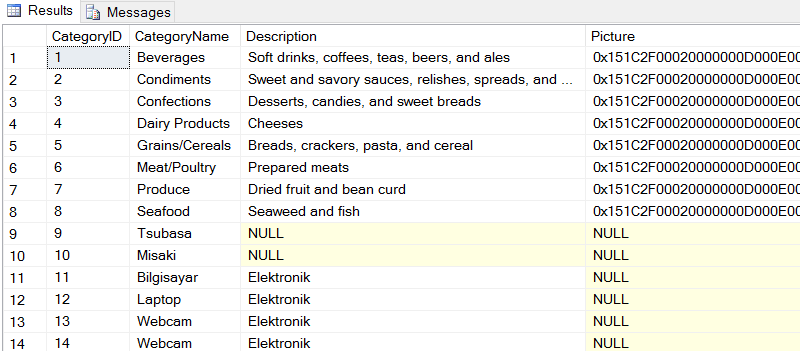 Results Messages
CategoryID CategoryName Description Picture
1 1 Beverages Soft drinks, coffees, teas, beers, and ales 0x151C2F00020000000D000E00
2 2 Condiments Sweet and savory sauces, relishes, spreads, and ... 0x151C2F00020000000D000E00
3 3 Confections Desserts, candies, and sweet breads 0x151C2F00020000000D000E00
4 4 Dairy Products Cheeses 0x151C2F00020000000D000E00
5 5 Grains/Cereals Breads, crackers, pasta, and cereal 0x151C2F00020000000D000E00
6 6 Meat/Poultry Prepared meats 0x151C2F00020000000D000E00
7 7 Produce Dried fruit and bean curd 0x151C2F00020000000D000E00
8 8 Seafood Seaweed and fish 0x151C2F00020000000D000E00
9 9 Tsubasa NULL NULL
10 10 Misaki NULL NULL
11 11 Bilgisayar Elektronik NULL
12 12 Laptop Elektronik NULL
13 13 Webcam Elektronik NULL
14 14 Webcam Elektronik NULL